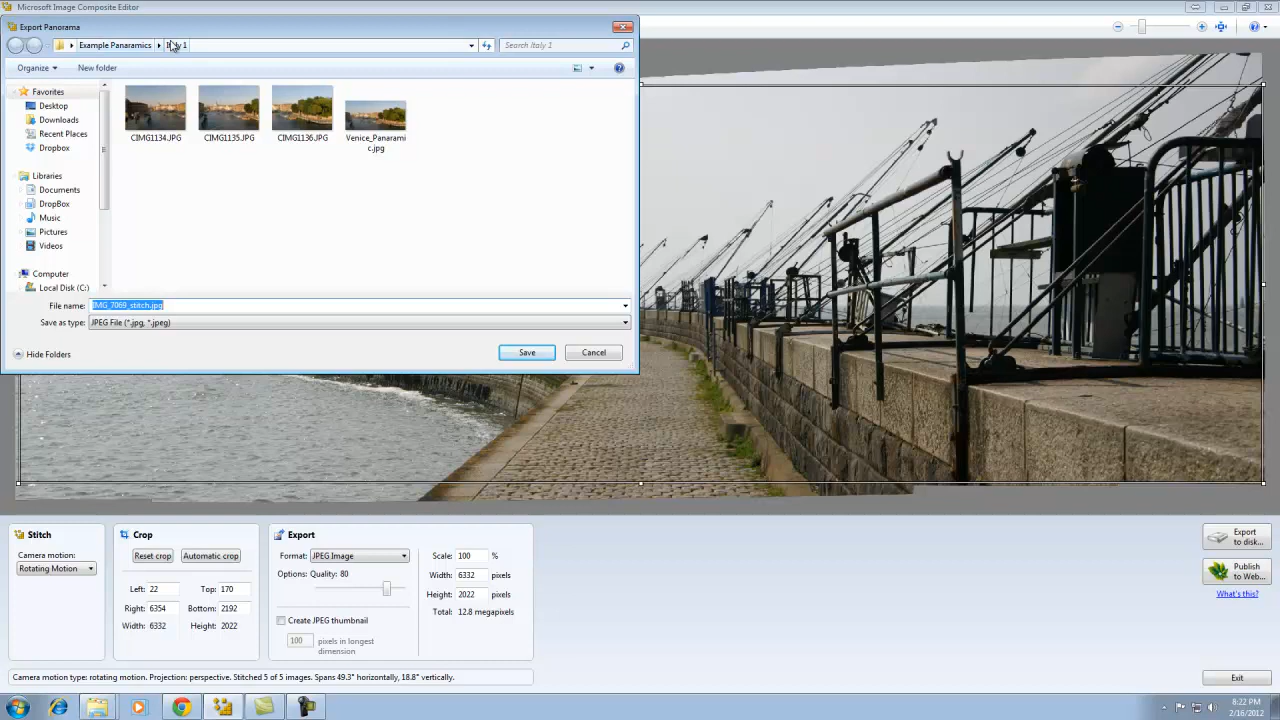 Microsoft Image Composite Editor
Export Panorama
Example Panaramics
Search Italy 1
Organize
New folder
Favorites
Desktop
Downloads
Recent Places
Dropbox
Libraries
Documents
DropBox
Music
Pictures
Videos
Computer
Local Disk (C:)
CIMG1134.JPG
CIMG1135.JPG
CIMG1136.JPG
Venice_Panarami
c.jpg
File name:
IMG_7069_stitch.jpg
Save as type:
JPEG File (*.jpg, *.jpeg)
Hide Folders
Save
Cancel
Stitch
Camera motion:
Rotating Motion
Crop
Reset crop
Automatic crop
Left: 22
Top: 170
Right: 6354
Bottom: 2192
Width: 6332
Height: 2022
Export
Format: JPEG Image
Options: Quality: 80
Create JPEG thumbnail
100 pixels in longest
dimension
Scale: 100 %
Width: 6332 pixels
Height: 2022 pixels
Total: 12.8 megapixels
Export
to disk...
Publish
to Web...
What's this?
Camera motion type: rotating motion. Projection: perspective. Stitched 5 of 5 images. Spans 49.3° horizontally, 18.8° vertically.
Exit
8:22 PM
2/16/2012